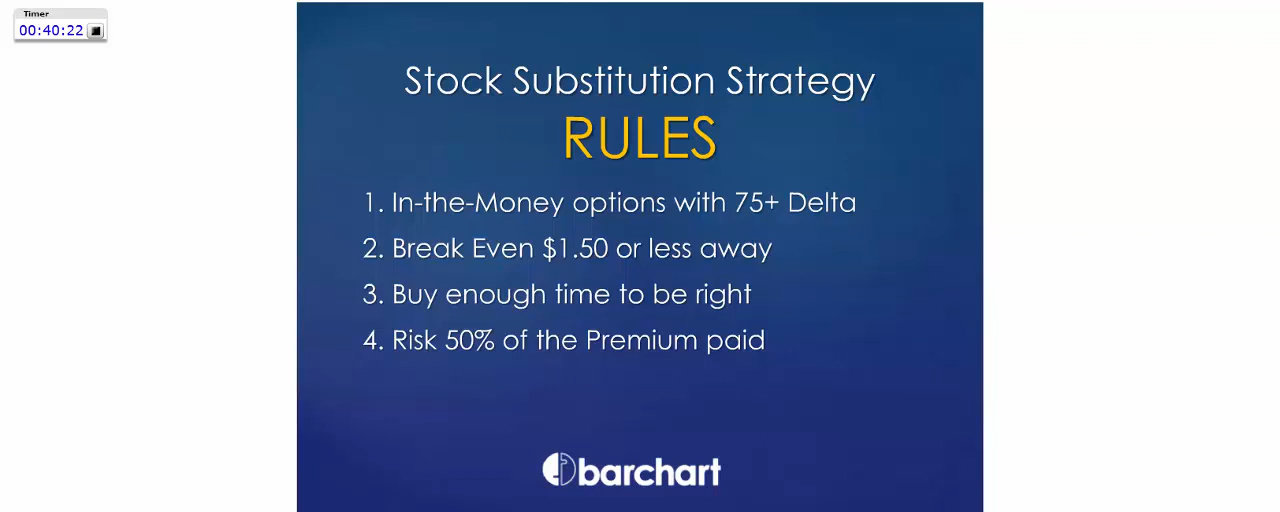 Timer
00:40:22
Stock Substitution Strategy
RULES
1. In-the-Money options with 75+ Delta
2. Break Even $1.50 or less away
3. Buy enough time to be right
4. Risk 50% of the Premium paid
barchart